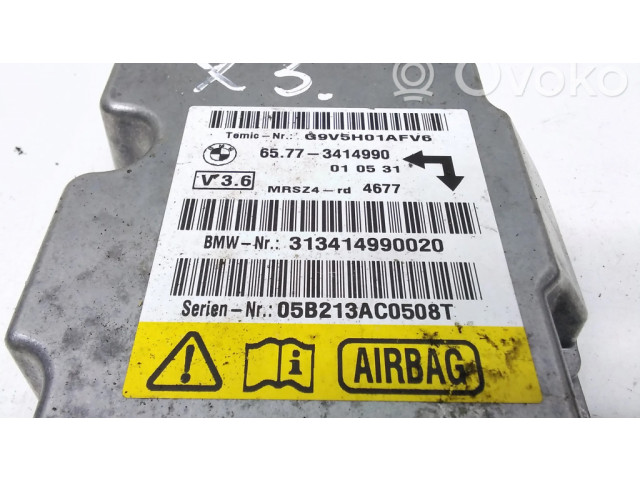 X 3.
Ovoko
Temic-Nr.: G9V5H01AFV6
65.77-3414990
01 05 31
V 3.6
MRSZ4-rd 4677
BMW-Nr.: 313414990020
Serien-Nr.: 05B213AC0508T
AIRBAG